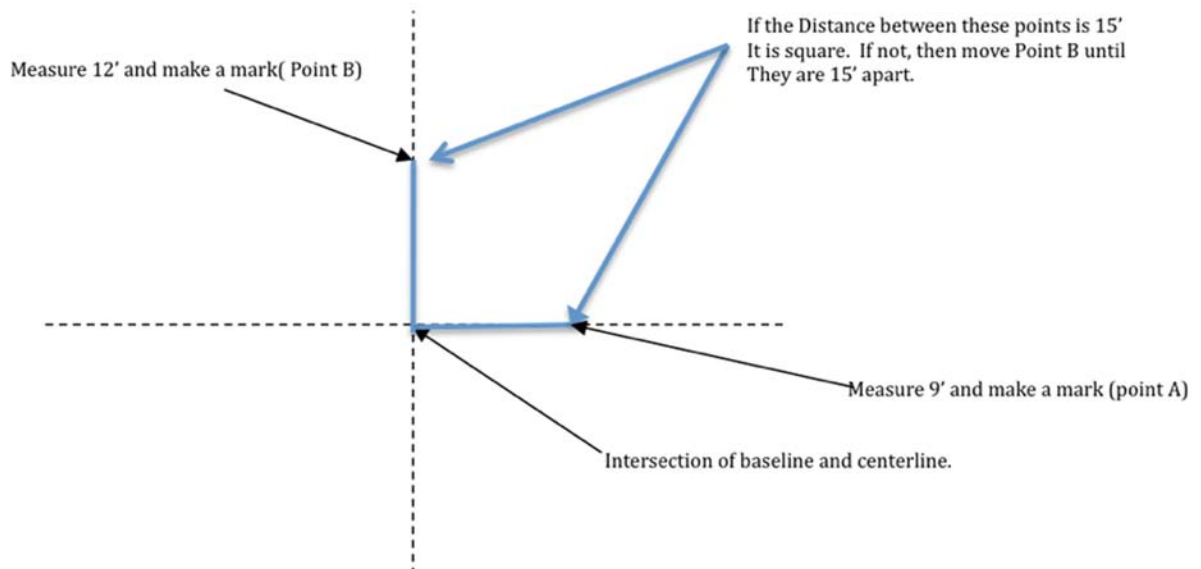 If the Distance between these points is 15'
It is square. If not, then move Point B until
They are 15' apart.
Measure 12' and make a mark( Point B)
Measure 9' and make a mark (point A)
Intersection of baseline and centerline.